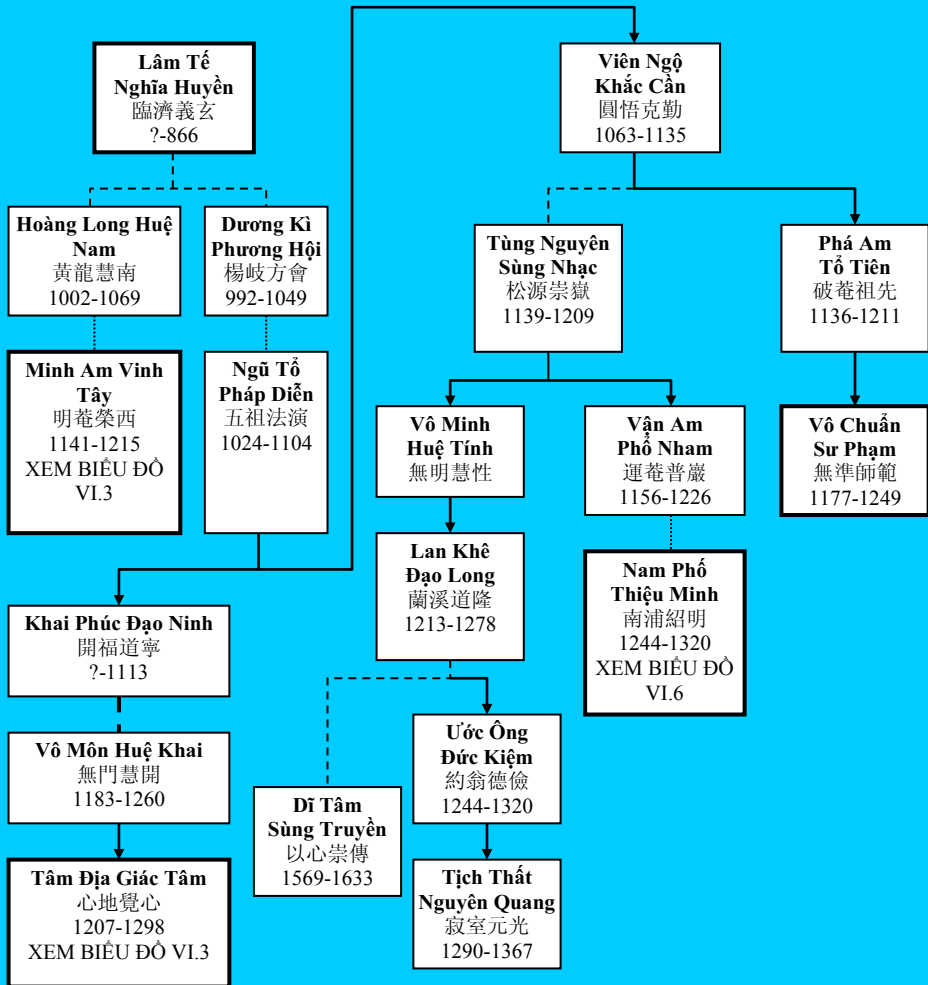 Lâm Tế
Nghĩa Huyền
臨濟義玄
?-866
Viên Ngộ
Khắc Cần
圓悟克勤
1063-1135
Hoàng Long Huệ
Nam
黃龍慧南
1002-1069
Dương Kì
Phương Hội
楊岐方會
992-1049
Tùng Nguyên
Sùng Nhạc
松源崇嶽
1139-1209
Phá Am
Tổ Tiên
破菴祖先
1136-1211
Minh Am Vinh
Tây
明菴榮西
1141-1215
XEM BIỂU ĐỒ
VI.3
Ngũ Tổ
Pháp Diễn
五祖法演
1024-1104
Vô Minh
Huệ Tính
無明慧性
Vận Am
Phổ Nham
運菴普巖
1156-1226
Vô Chuẩn
Sư Phạm
無準師範
1177-1249
Lan Khê
Đạo Long
蘭溪道隆
1213-1278
Nam Phố
Thiệu Minh
南浦紹明
1244-1320
XEM BIỂU ĐỒ
VI.6
Khai Phúc Đạo Ninh
開福道寧
?-1113
Vô Môn Huệ Khai
無門慧開
1183-1260
Dĩ Tâm
Sùng Truyền
以心崇傳
1569-1633
Ước Ông
Đức Kiệm
約翁德儉
1244-1320
Tâm Địa Giác Tâm
心地覺心
1207-1298
XEM BIỂU ĐỒ VI.3
Tịch Thất
Nguyên Quang
寂室元光
1290-1367